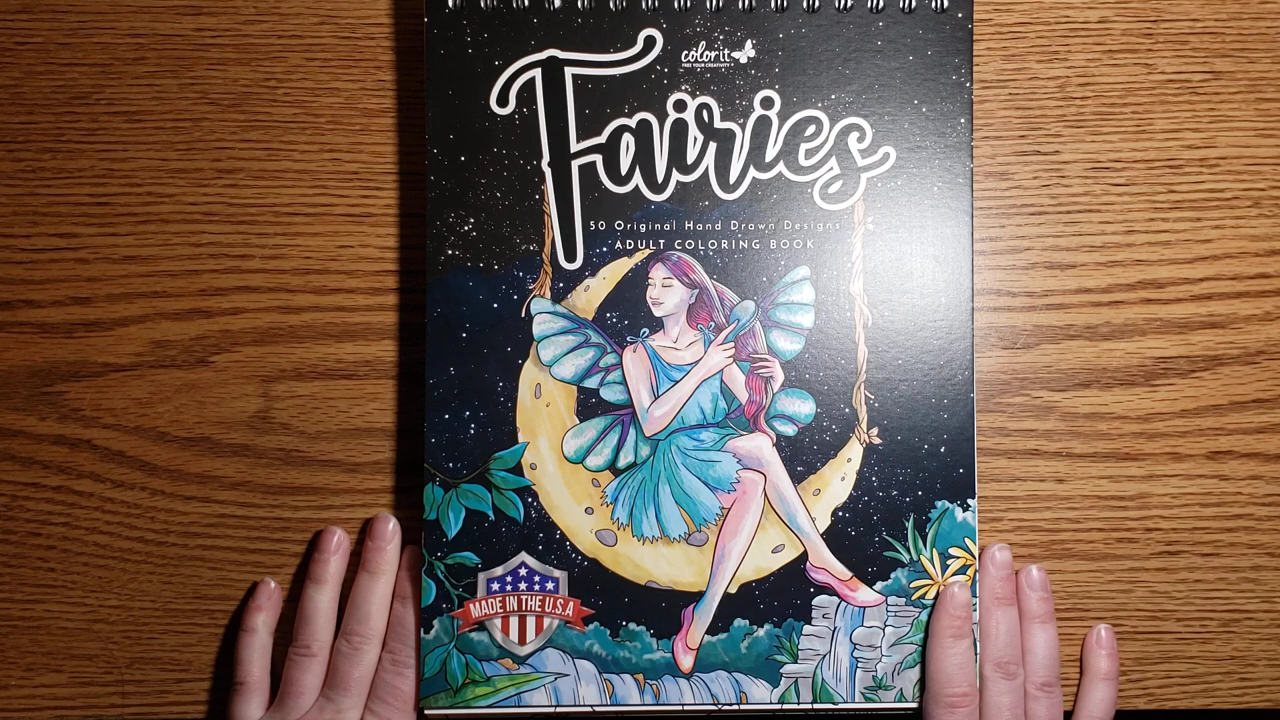 colorit
FREE YOUR CREATIVITY
Fairies
50 Original Hand Drawn Designs
ADULT COLORING BOOK
MADE IN THE U.S.A